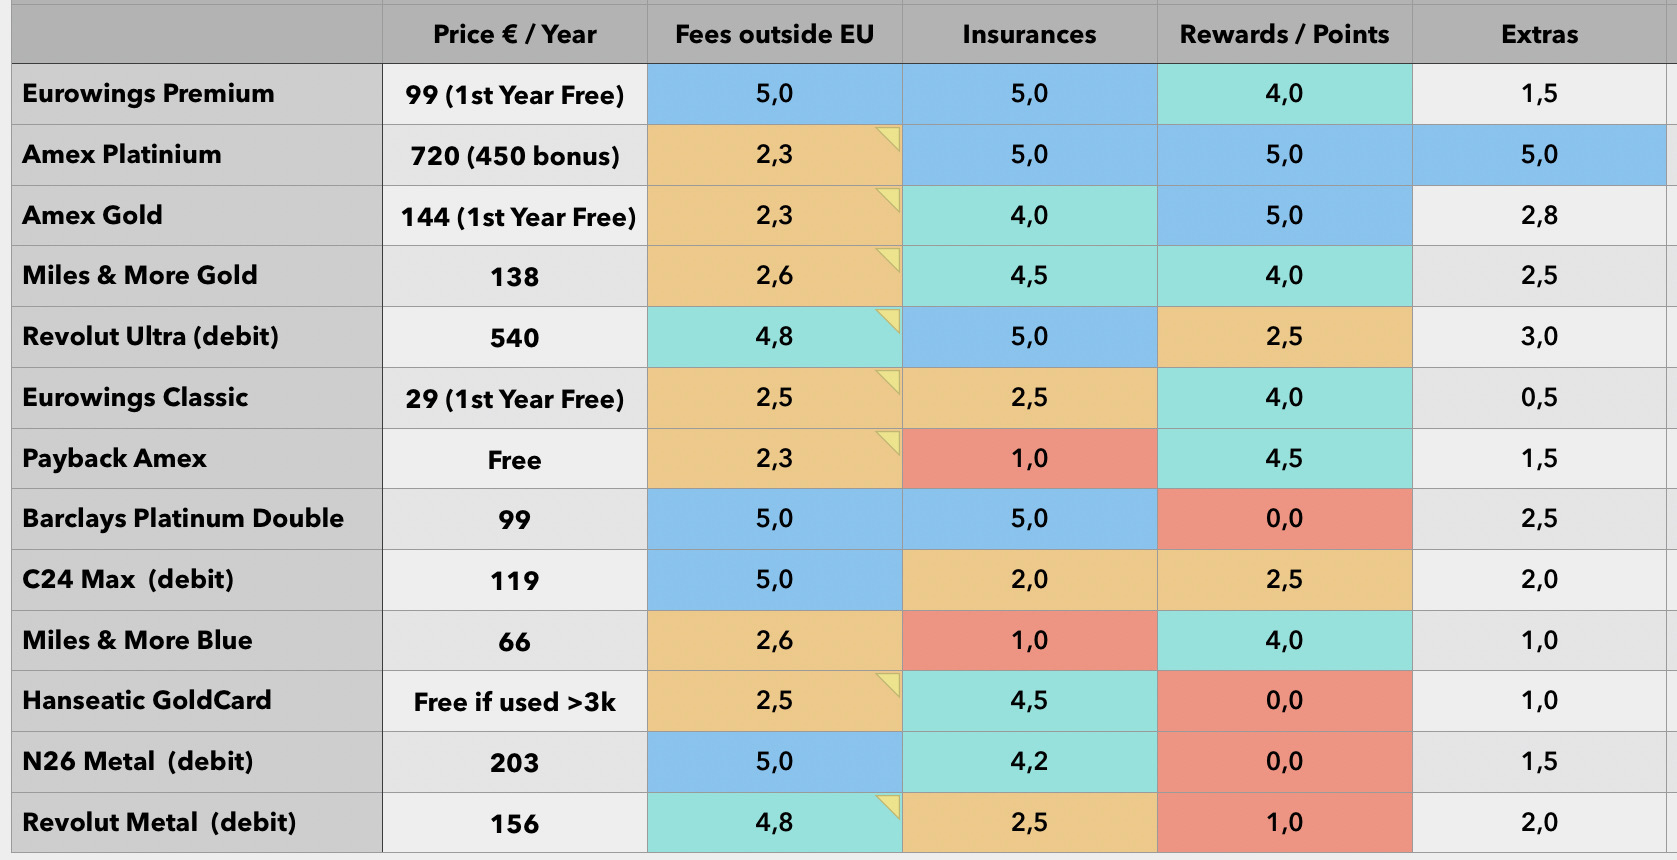 Price € / Year Fees outside EU Insurances Rewards / Points Extras
Eurowings Premium 99 (1st Year Free) 5,0 5,0 4,0 1,5
Amex Platinium 720 (450 bonus) 2,3 5,0 5,0 5,0
Amex Gold 144 (1st Year Free) 2,3 4,0 5,0 2,8
Miles & More Gold 138 2,6 4,5 4,0 2,5
Revolut Ultra (debit) 540 4,8 5,0 2,5 3,0
Eurowings Classic 29 (1st Year Free) 2,5 2,5 4,0 0,5
Payback Amex Free 2,3 1,0 4,5 1,5
Barclays Platinum Double 99 5,0 5,0 0,0 2,5
C24 Max (debit) 119 5,0 2,0 2,5 2,0
Miles & More Blue 66 2,6 1,0 4,0 1,0
Hanseatic GoldCard Free if used >3k 2,5 4,5 0,0 1,0
N26 Metal (debit) 203 5,0 4,2 0,0 1,5
Revolut Metal (debit) 156 4,8 2,5 1,0 2,0